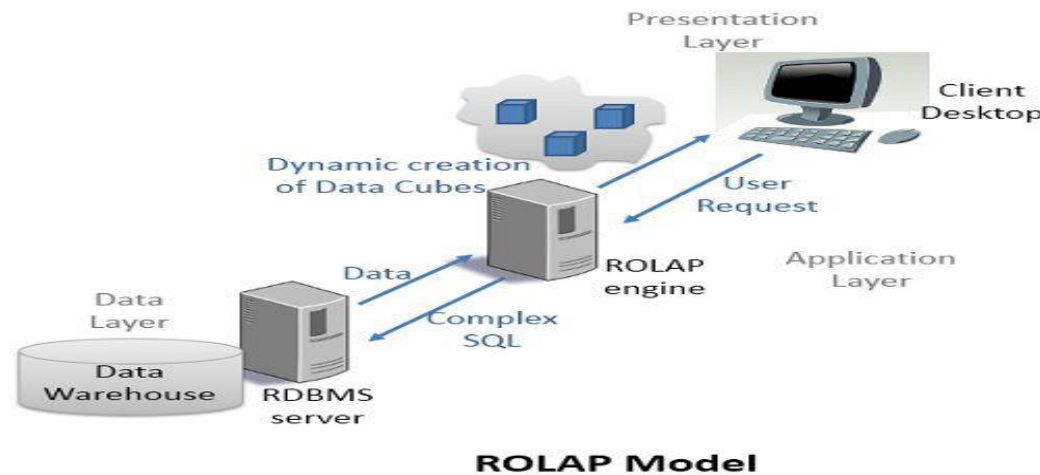 Presentation
Layer
Client
Desktop
Dynamic creation
of Data Cubes
User
Request
ROLAP
engine
Application
Layer
Data
Complex
SQL
Data
Layer
Data
Warehouse
RDBMS
server
ROLAP Model